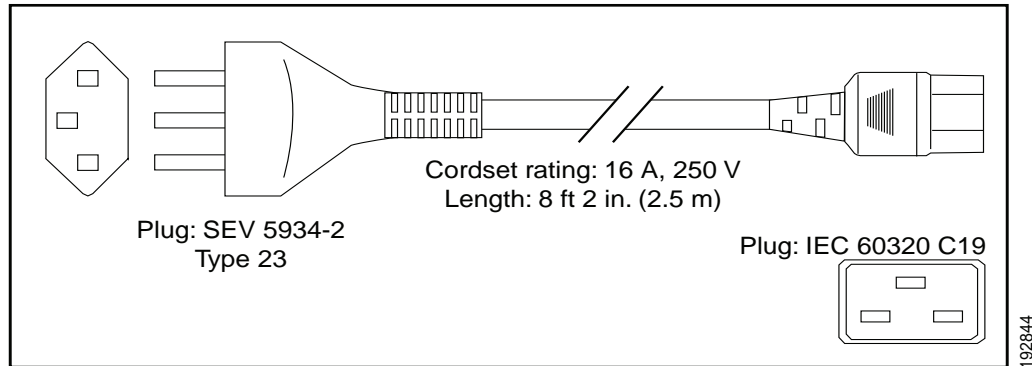 Cordset rating: 16 A, 250 V
Length: 8 ft 2 in. (2.5 m)
Plug: SEV 5934-2
Type 23
Plug: IEC 60320 C19
192844